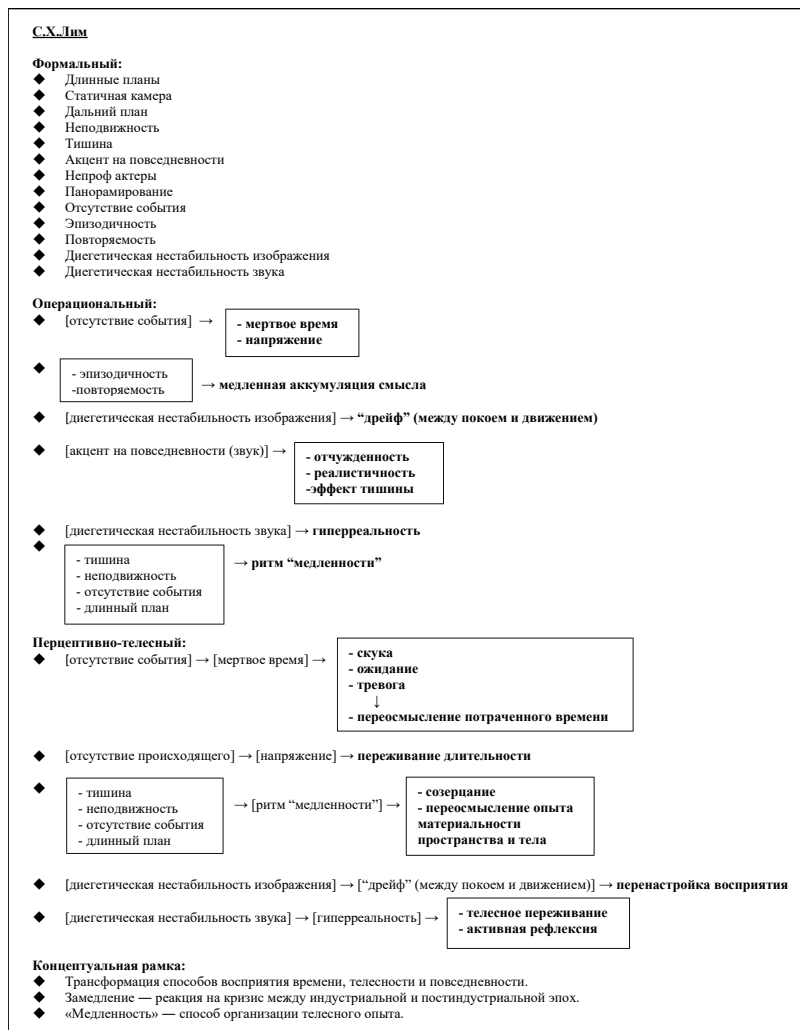 С.Х.Лим
Формальный:
◆ Длинные планы
◆ Статичная камера
◆ Дальний план
◆ Неподвижность
◆ Тишина
◆ Акцент на повседневности
◆ Непроф актеры
◆ Панорамирование
◆ Отсутствие события
◆ Эпизодичность
◆ Повторяемость
◆ Диегетическая нестабильность изображения
◆ Диегетическая нестабильность звука
Операциональный:
◆ [отсутствие события] →
- мертвое время
- напряжение
◆
- эпизодичность
-повторяемость
→ медленная аккумуляция смысла
◆ [диегетическая нестабильность изображения] → “дрейф” (между покоем и движением)
◆ [акцент на повседневности (звук)] →
- отчужденность
- реалистичность
-эффект тишины
◆ [диегетическая нестабильность звука] → гиперреальность
◆
- тишина
- неподвижность
- отсутствие события
- длинный план
→ ритм “медленности”
Перцептивно-телесный:
◆ [отсутствие события] → [мертвое время] →
- скука
- ожидание
- тревога
↓
- переосмысление потраченного времени
◆ [отсутствие происходящего] → [напряжение] → переживание длительности
◆
- тишина
- неподвижность
- отсутствие события
- длинный план
→ [ритм “медленности”] →
- созерцание
- переосмысление опыта
материальности
пространства и тела
◆ [диегетическая нестабильность изображения] → [“дрейф” (между покоем и движением)] → перенастройка восприятия
◆ [диегетическая нестабильность звука] → [гиперреальность] →
- телесное переживание
- активная рефлексия
Концептуальная рамка:
◆ Трансформация способов восприятия времени, телесности и повседневности.
◆ Замедление — реакция на кризис между индустриальной и постиндустриальной эпох.
◆ «Медленность» — способ организации телесного опыта.